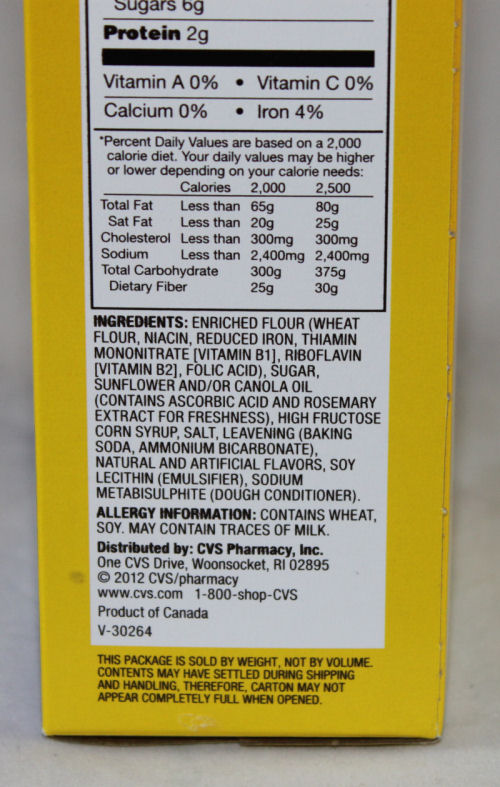 Sugars 6g
Protein 2g
Vitamin A 0% • Vitamin C 0%
Calcium 0% • Iron 4%
*Percent Daily Values are based on a 2,000
calorie diet. Your daily values may be higher
or lower depending on your calorie needs:
Calories 2,000 2,500
Total Fat Less than 65g 80g
Sat Fat Less than 20g 25g
Cholesterol Less than 300mg 300mg
Sodium Less than 2,400mg 2,400mg
Total Carbohydrate 300g 375g
Dietary Fiber 25g 30g
INGREDIENTS: ENRICHED FLOUR (WHEAT
FLOUR, NIACIN, REDUCED IRON, THIAMIN
MONONITRATE [VITAMIN B1], RIBOFLAVIN
[VITAMIN B2], FOLIC ACID), SUGAR,
SUNFLOWER AND/OR CANOLA OIL
(CONTAINS ASCORBIC ACID AND ROSEMARY
EXTRACT FOR FRESHNESS), HIGH FRUCTOSE
CORN SYRUP, SALT, LEAVENING (BAKING
SODA, AMMONIUM BICARBONATE),
NATURAL AND ARTIFICIAL FLAVORS, SOY
LECITHIN (EMULSIFIER), SODIUM
METABISULPHITE (DOUGH CONDITIONER).
ALLERGY INFORMATION: CONTAINS WHEAT,
SOY. MAY CONTAIN TRACES OF MILK.
Distributed by: CVS Pharmacy, Inc.
One CVS Drive, Woonsocket, RI 02895
© 2012 CVS/pharmacy
www.cvs.com 1-800-shop-CVS
Product of Canada
V-30264
THIS PACKAGE IS SOLD BY WEIGHT, NOT BY VOLUME.
CONTENTS MAY HAVE SETTLED DURING SHIPPING
AND HANDLING, THEREFORE, CARTON MAY NOT
APPEAR COMPLETELY FULL WHEN OPENED.